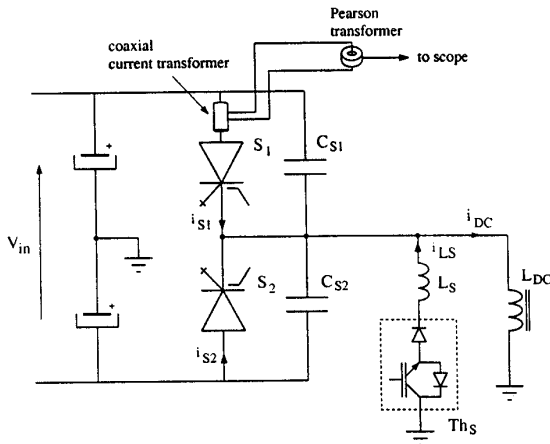 Pearson
transformer
coaxial
current transformer
to scope
+
S1
CS1
iS1
iDC
Vin
iLS
LS
LDC
S2
CS2
+
iS2
ThS